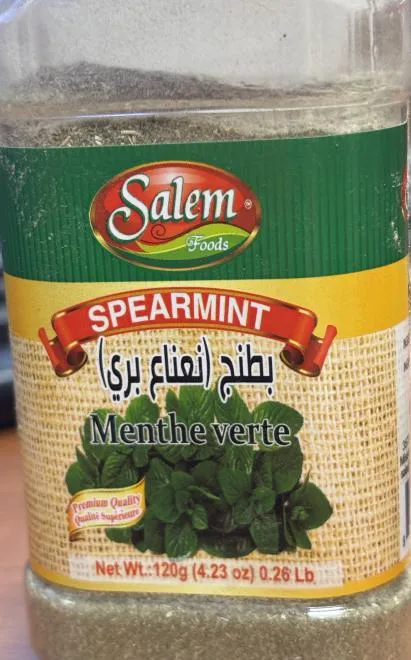 Salem
Foods
SPEARMINT
بطنج (نعناع بري)
Menthe verte
Premium Quality
Qualité Supérieure
Net Wt.:120g (4.23 oz) 0.26 Lb